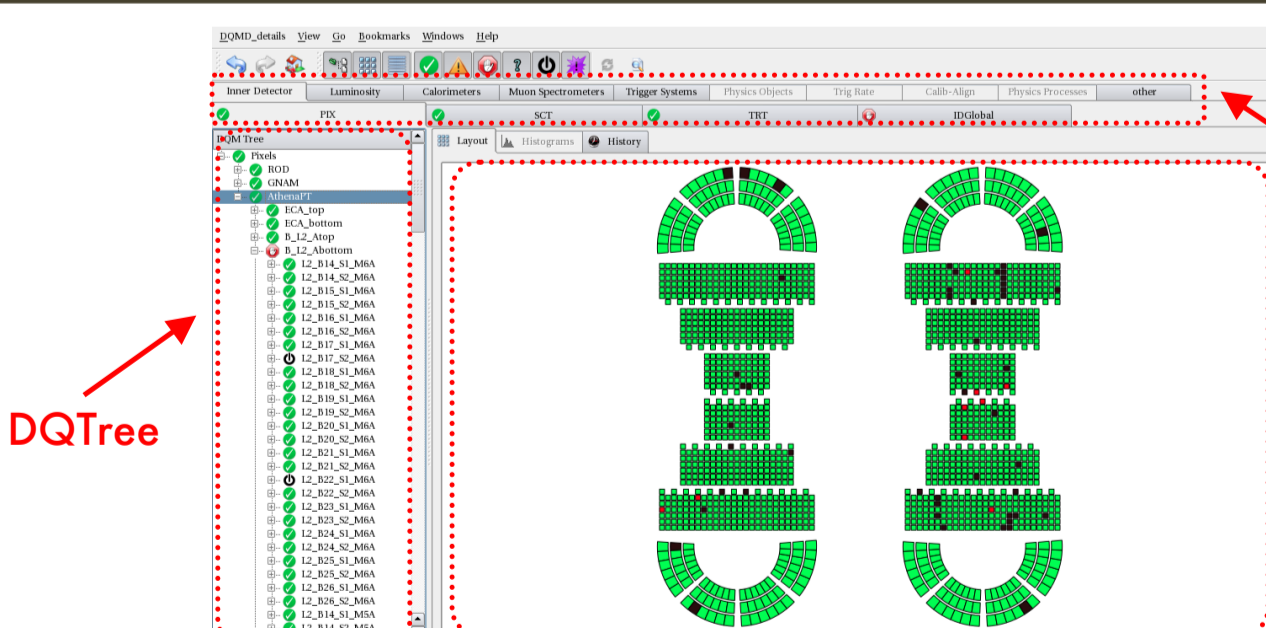 DQMD_details View Go Bookmarks Windows Help
Inner Detector Luminosity Calorimeters Muon Spectrometers Trigger Systems Physics Objects Trig Rate Calib-Align Physics Processes other
PIX SCT TRT IDGlobal
DQM Tree
Layout Histograms History
Pixels
ROD
GNAM
AthenaPT
ECA_top
ECA_bottom
B_L2_Atop
B_L2_Abottom
L2_B14_S1_M6A
L2_B14_S2_M6A
L2_B15_S1_M6A
L2_B15_S2_M6A
L2_B16_S1_M6A
L2_B16_S2_M6A
L2_B17_S1_M6A
L2_B17_S2_M6A
L2_B18_S1_M6A
L2_B18_S2_M6A
L2_B19_S1_M6A
L2_B19_S2_M6A
L2_B20_S1_M6A
L2_B20_S2_M6A
L2_B21_S1_M6A
L2_B21_S2_M6A
L2_B22_S1_M6A
L2_B22_S2_M6A
L2_B23_S1_M6A
L2_B23_S2_M6A
L2_B24_S1_M6A
L2_B24_S2_M6A
L2_B25_S1_M6A
L2_B25_S2_M6A
L2_B26_S1_M6A
L2_B26_S2_M6A
L2_B14_S1_M5A
L2_B14_S2_M5A
DQTree